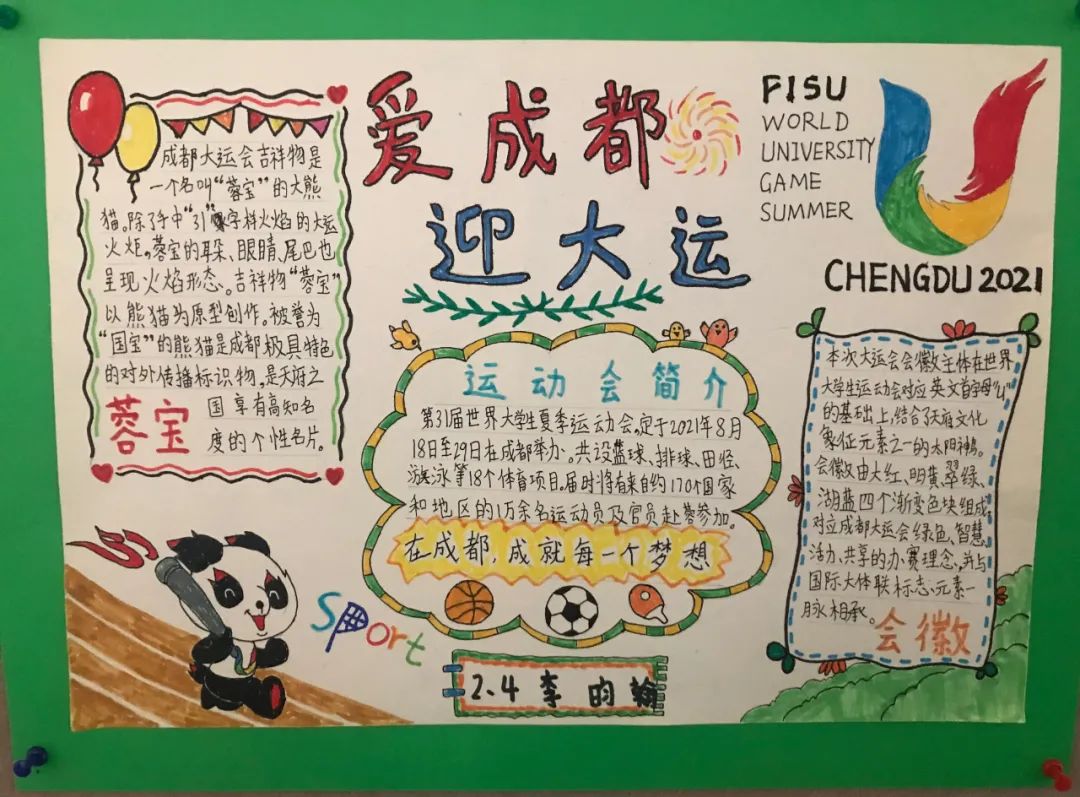 爱成都
迎大运
FISU
WORLD
UNIVERSITY
GAME
SUMMER
CHENGDU 2021
成都大运会吉祥物是
一个名叫“蓉宝”的大熊
猫。除了手中“31”字样火焰的大运
火炬,蓉宝的耳朵、眼睛、尾巴也
呈现火焰形态。吉祥物“蓉宝”
以熊猫为原型创作。被誉为
“国宝”的熊猫是成都极具特色
的对外传播标识物,是天府之
国享有高知名
度的个性名片。
蓉宝
运动会简介
第31届世界大学生夏季运动会,定于2021年8月
18日至29日在成都举办。共设篮球、排球、田径、
游泳等18个体育项目。届时将有来自约170个国家
和地区的1万余名运动员及官员赴蓉参加。
在成都,成就每一个梦想
本次大运会会徽主体在世界
大学生运动会对应英文首字母“U”
的基础上,结合了天府文化
象征元素之一的太阳神鸟。
会徽由大红、明黄、翠绿、
湖蓝四个渐变色块组成,
对应成都大运会绿色、智慧、
活力、共享的办赛理念,并与
国际大体联标志元素一
脉相承。
会徽
Sport
2.4 李昀翰